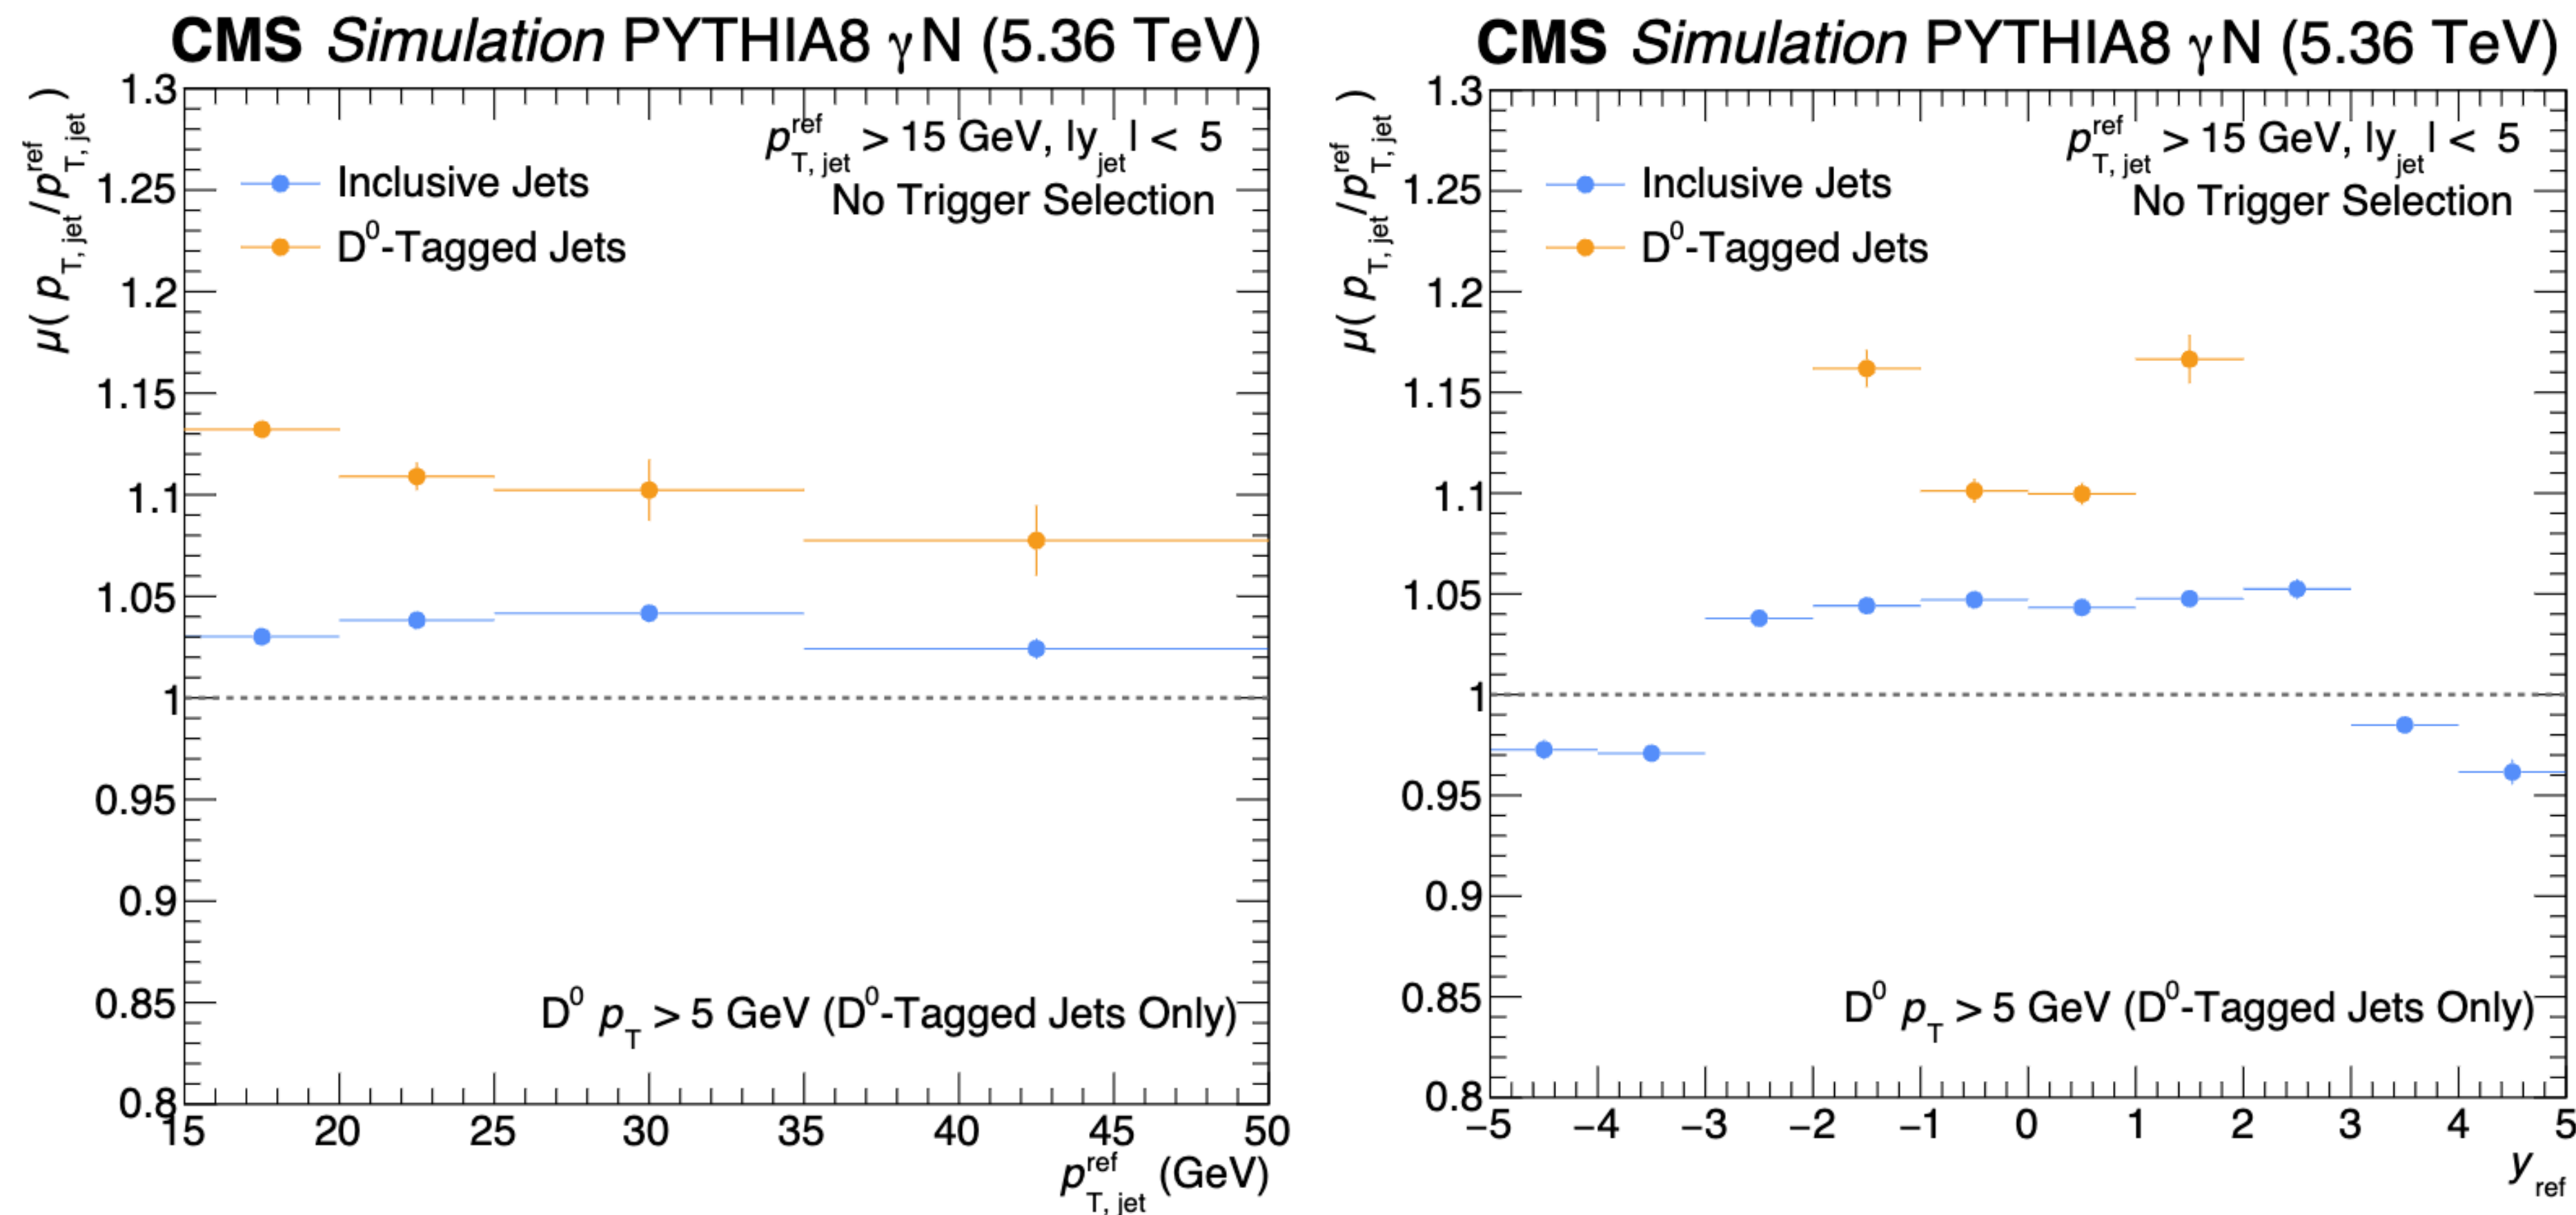 CMS Simulation PYTHIA8 γN (5.36 TeV)
μ( p_T, jet / p^ref_T, jet )
p^ref_T, jet > 15 GeV, |y_jet| < 5
No Trigger Selection
Inclusive Jets
D⁰-Tagged Jets
1.3
1.25
1.2
1.15
1.1
1.05
1
0.95
0.9
0.85
0.8
D⁰ p_T > 5 GeV (D⁰-Tagged Jets Only)
15 20 25 30 35 40 45 50
p^ref_T, jet (GeV)
CMS Simulation PYTHIA8 γN (5.36 TeV)
μ( p_T, jet / p^ref_T, jet )
p^ref_T, jet > 15 GeV, |y_jet| < 5
No Trigger Selection
Inclusive Jets
D⁰-Tagged Jets
1.3
1.25
1.2
1.15
1.1
1.05
1
0.95
0.9
0.85
0.8
D⁰ p_T > 5 GeV (D⁰-Tagged Jets Only)
−5 −4 −3 −2 −1 0 1 2 3 4 5
y_ref